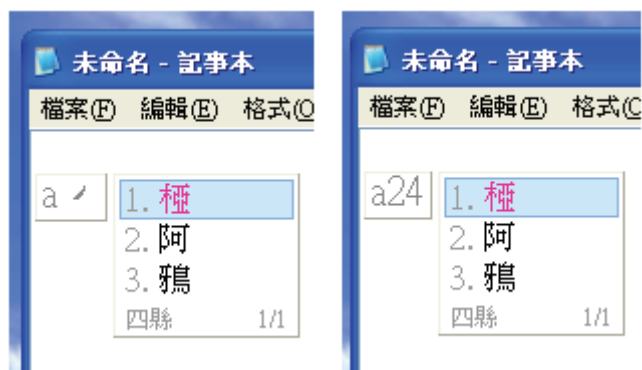 未命名 - 記事本
檔案(F) 編輯(E) 格式(O
a ˊ
1. 椏
2. 阿
3. 鴉
四縣 1/1
未命名 - 記事本
檔案(F) 編輯(E) 格式(
a24
1. 椏
2. 阿
3. 鴉
四縣 1/1